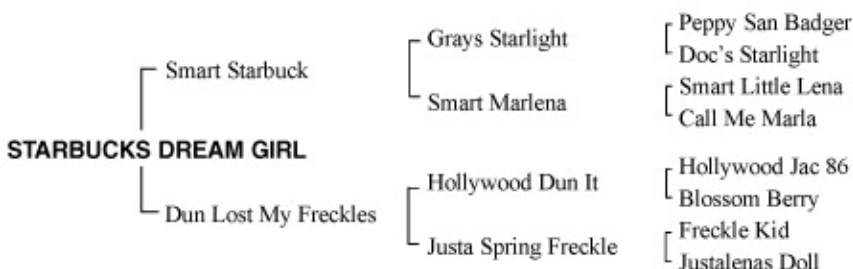 Peppy San Badger
Grays Starlight
Doc's Starlight
Smart Starbuck
Smart Little Lena
Smart Marlena
Call Me Marla
STARBUCKS DREAM GIRL
Hollywood Jac 86
Hollywood Dun It
Blossom Berry
Dun Lost My Freckles
Freckle Kid
Justa Spring Freckle
Justalenas Doll